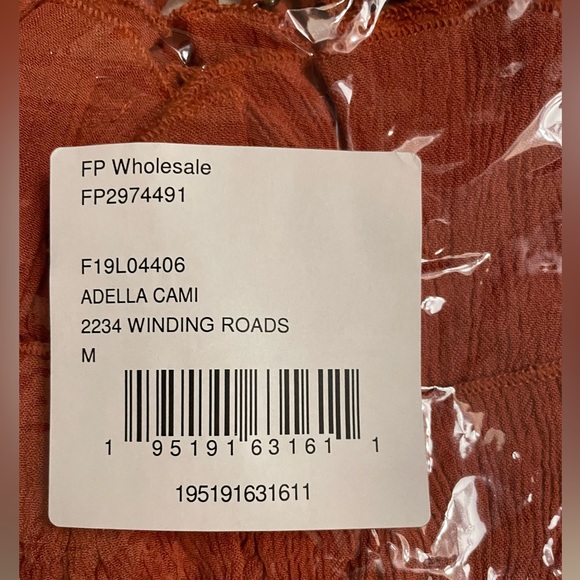 FP Wholesale
FP2974491
F19L04406
ADELLA CAMI
2234 WINDING ROADS
M
1 95191 63161 1
195191631611